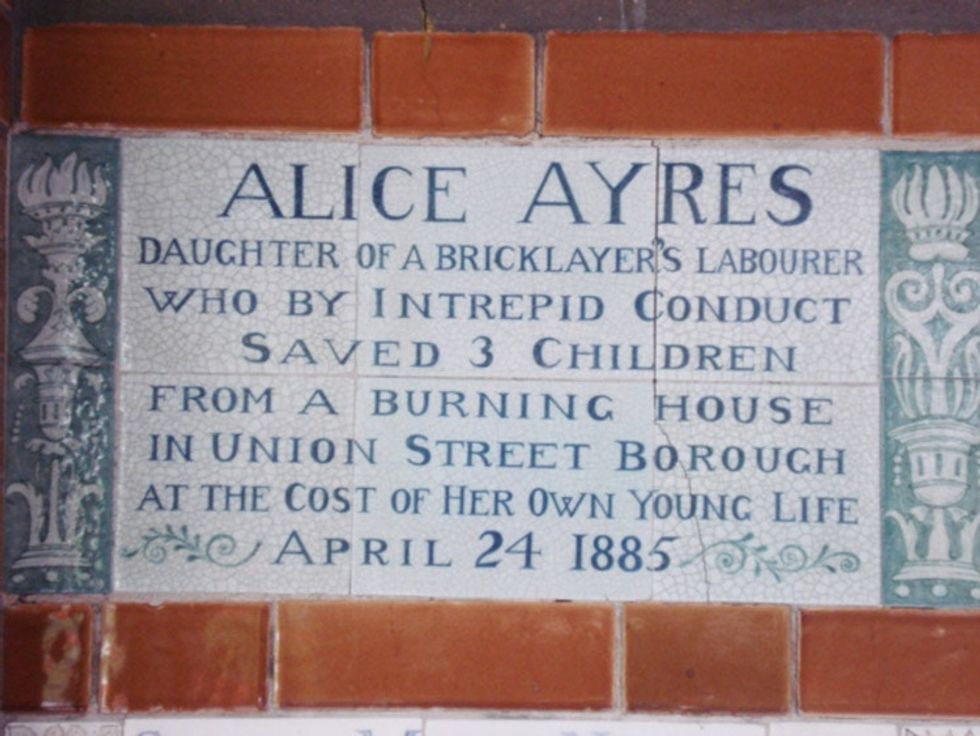 ALICE AYRES
DAUGHTER OF A BRICKLAYER'S LABOURER
WHO BY INTREPID CONDUCT
SAVED 3 CHILDREN
FROM A BURNING HOUSE
IN UNION STREET BOROUGH
AT THE COST OF HER OWN YOUNG LIFE
APRIL 24 1885